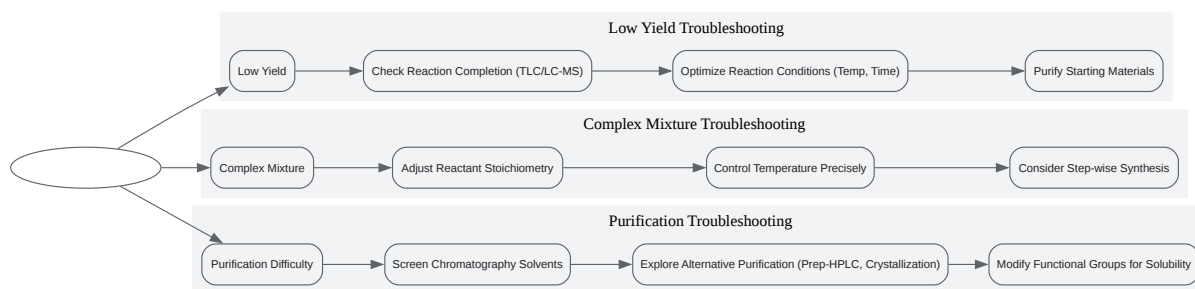 Low Yield Troubleshooting
Low Yield
Check Reaction Completion (TLC/LC-MS)
Optimize Reaction Conditions (Temp, Time)
Purify Starting Materials
Complex Mixture Troubleshooting
Complex Mixture
Adjust Reactant Stoichiometry
Control Temperature Precisely
Consider Step-wise Synthesis
Purification Troubleshooting
Purification Difficulty
Screen Chromatography Solvents
Explore Alternative Purification (Prep-HPLC, Crystallization)
Modify Functional Groups for Solubility